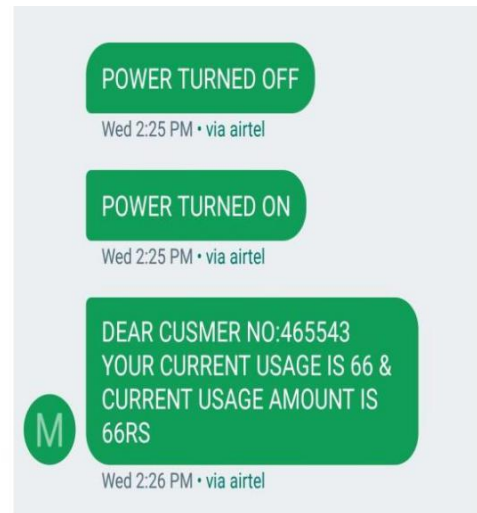 POWER TURNED OFF
Wed 2:25 PM • via airtel
POWER TURNED ON
Wed 2:25 PM • via airtel
DEAR CUSMER NO:465543
YOUR CURRENT USAGE IS 66 &
CURRENT USAGE AMOUNT IS
66RS
M
Wed 2:26 PM • via airtel